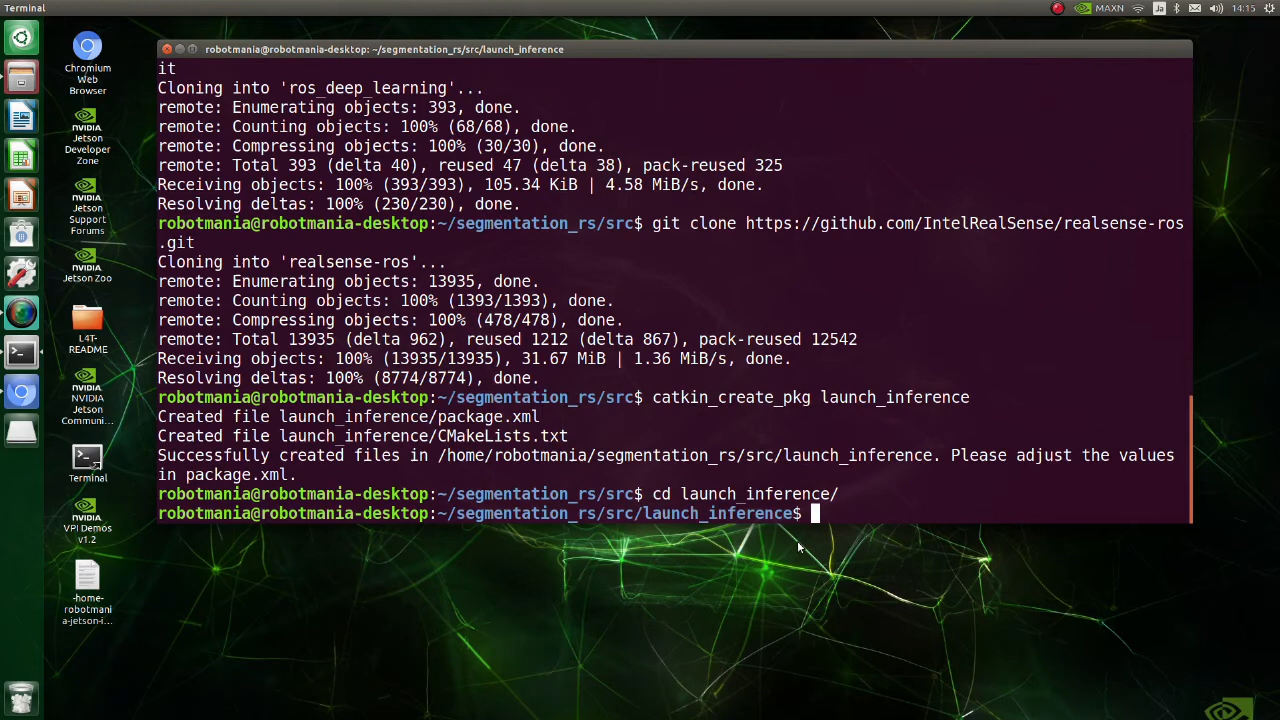 Terminal
MAXN
Ja
14:15
Chromium
Web
Browser
NVIDIA
Jetson
Developer
Zone
NVIDIA
Jetson
Support
Forums
NVIDIA
Jetson Zoo
L4T-
README
NVIDIA
NVIDIA
Jetson
Communi...
Terminal
NVIDIA
VPI Demos
v1.2
-home-
robotmani
a-jetson-i...
robotmania@robotmania-desktop: ~/segmentation_rs/src/launch_inference
it
Cloning into 'ros_deep_learning'...
remote: Enumerating objects: 393, done.
remote: Counting objects: 100% (68/68), done.
remote: Compressing objects: 100% (30/30), done.
remote: Total 393 (delta 40), reused 47 (delta 38), pack-reused 325
Receiving objects: 100% (393/393), 105.34 KiB | 4.58 MiB/s, done.
Resolving deltas: 100% (230/230), done.
robotmania@robotmania-desktop:~/segmentation_rs/src$ git clone https://github.com/IntelRealSense/realsense-ros
.git
Cloning into 'realsense-ros'...
remote: Enumerating objects: 13935, done.
remote: Counting objects: 100% (1393/1393), done.
remote: Compressing objects: 100% (478/478), done.
remote: Total 13935 (delta 962), reused 1212 (delta 867), pack-reused 12542
Receiving objects: 100% (13935/13935), 31.67 MiB | 1.36 MiB/s, done.
Resolving deltas: 100% (8774/8774), done.
robotmania@robotmania-desktop:~/segmentation_rs/src$ catkin_create_pkg launch_inference
Created file launch_inference/package.xml
Created file launch_inference/CMakeLists.txt
Successfully created files in /home/robotmania/segmentation_rs/src/launch_inference. Please adjust the values
in package.xml.
robotmania@robotmania-desktop:~/segmentation_rs/src$ cd launch_inference/
robotmania@robotmania-desktop:~/segmentation_rs/src/launch_inference$